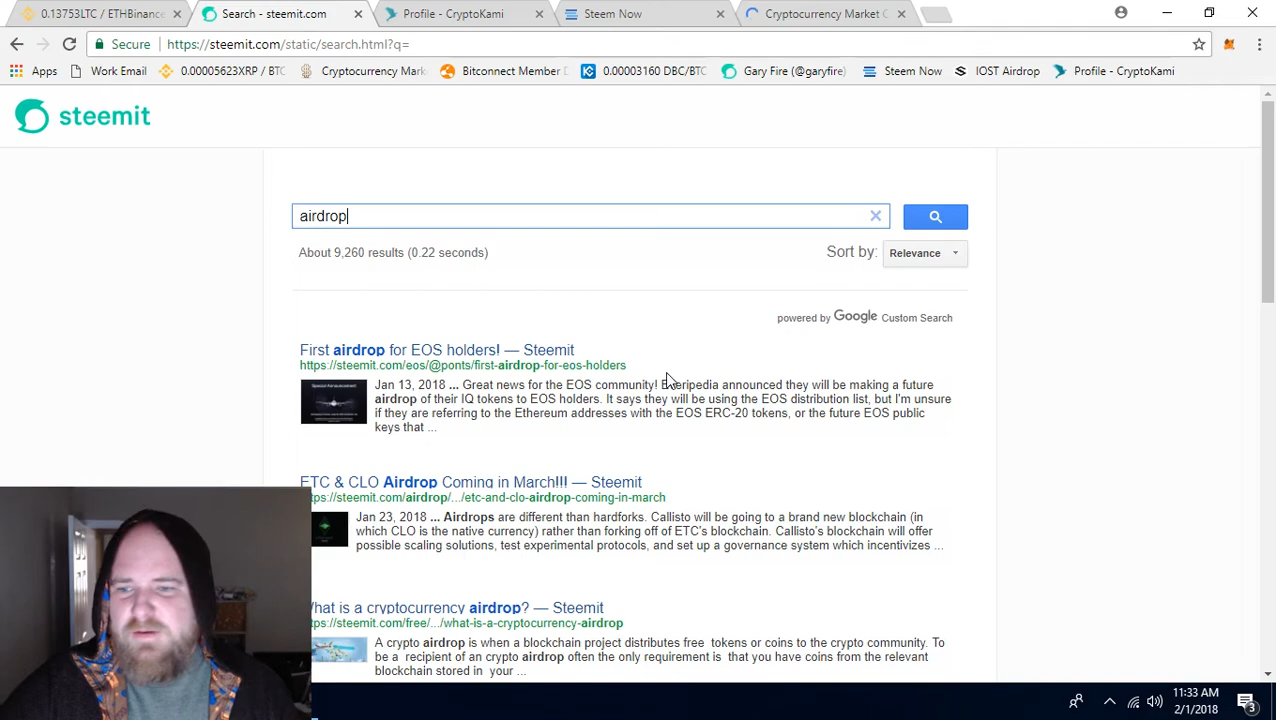 0.13753LTC / ETHBinance
Search - steemit.com
Profile - CryptoKami
Steem Now
Cryptocurrency Market C
Secure
https://steemit.com/static/search.html?q=
Apps
Work Email
0.00005623XRP / BTC
Cryptocurrency Mark
Bitconnect Member D
0.00003160 DBC/BTC
Gary Fire (@garyfire)
Steem Now
IOST Airdrop
Profile - CryptoKami
steemit
airdrop
About 9,260 results (0.22 seconds)
Sort by:
Relevance
powered by Google Custom Search
First airdrop for EOS holders! — Steemit
https://steemit.com/eos/@ponts/first-airdrop-for-eos-holders
Jan 13, 2018 ... Great news for the EOS community! Everipedia announced they will be making a future
airdrop of their IQ tokens to EOS holders. It says they will be using the EOS distribution list, but I'm unsure
if they are referring to the Ethereum addresses with the EOS ERC-20 tokens, or the future EOS public
keys that ...
ETC & CLO Airdrop Coming in March!!! — Steemit
ttps://steemit.com/airdrop/.../etc-and-clo-airdrop-coming-in-march
Jan 23, 2018 ... Airdrops are different than hardforks. Callisto will be going to a brand new blockchain (in
which CLO is the native currency) rather than forking off of ETC's blockchain. Callisto's blockchain will offer
possible scaling solutions, test experimental protocols, and set up a governance system which incentivizes ...
What is a cryptocurrency airdrop? — Steemit
ttps://steemit.com/free/.../what-is-a-cryptocurrency-airdrop
A crypto airdrop is when a blockchain project distributes free tokens or coins to the crypto community. To
be a recipient of an crypto airdrop often the only requirement is that you have coins from the relevant
blockchain stored in your ...
11:33 AM
2/1/2018
3